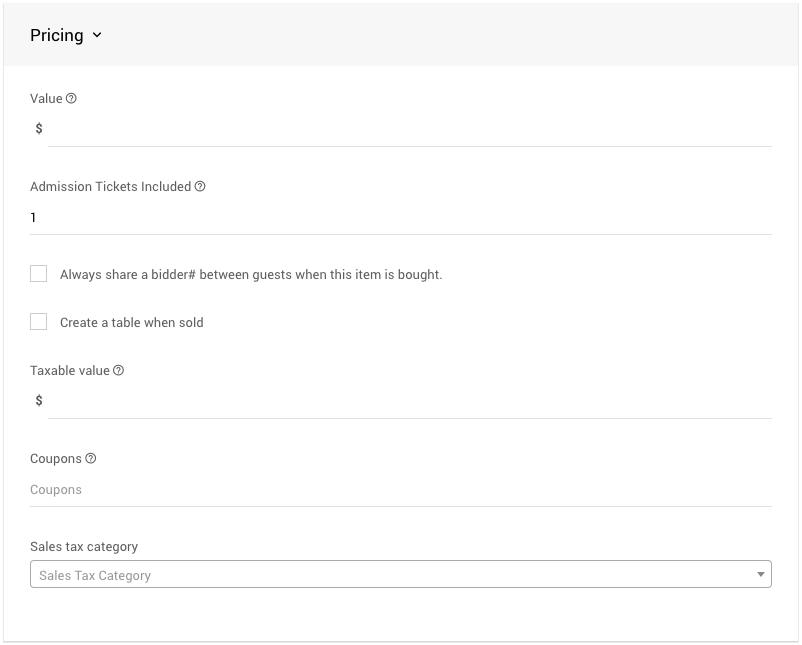 Pricing
Value
$
Admission Tickets Included
1
Always share a bidder# between guests when this item is bought.
Create a table when sold
Taxable value
$
Coupons
Coupons
Sales tax category
Sales Tax Category